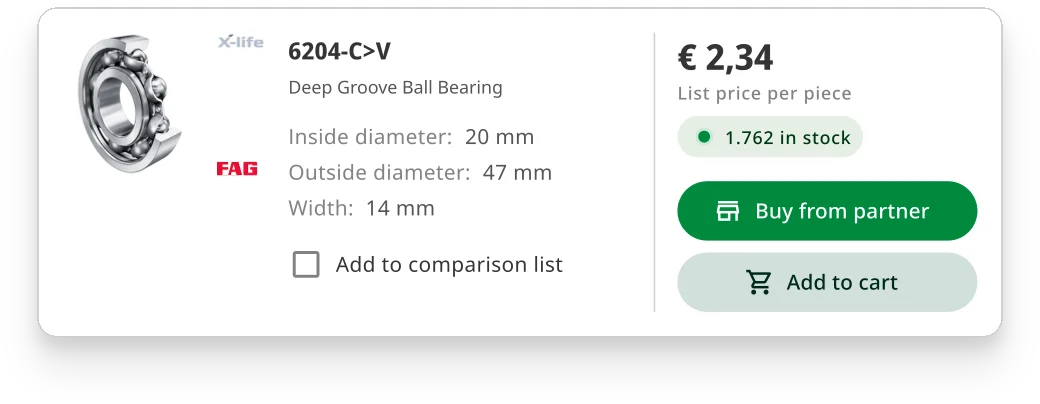 X-life
6204-C>V
Deep Groove Ball Bearing
Inside diameter: 20 mm
FAG
Outside diameter: 47 mm
Width: 14 mm
Add to comparison list
€ 2,34
List price per piece
1.762 in stock
Buy from partner
Add to cart